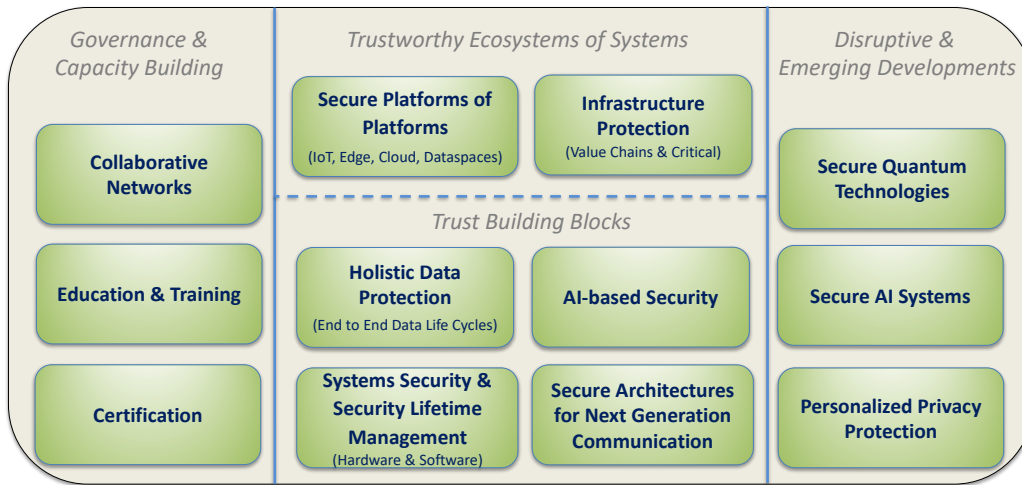 Governance &
Capacity Building
Collaborative
Networks
Education & Training
Certification
Trustworthy Ecosystems of Systems
Secure Platforms of
Platforms
(IoT, Edge, Cloud, Dataspaces)
Infrastructure
Protection
(Value Chains & Critical)
Trust Building Blocks
Holistic Data
Protection
(End to End Data Life Cycles)
AI-based Security
Systems Security &
Security Lifetime
Management
(Hardware & Software)
Secure Architectures
for Next Generation
Communication
Disruptive &
Emerging Developments
Secure Quantum
Technologies
Secure AI Systems
Personalized Privacy
Protection